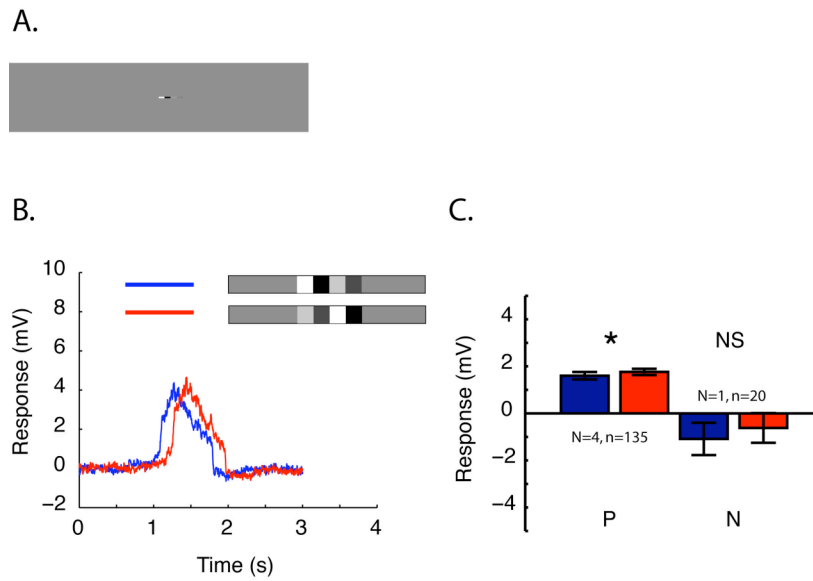 A.
B.
10
8
6
4
2
0
−2
Response (mV)
0
1
2
3
4
Time (s)
C.
4
2
0
−2
−4
Response (mV)
*
NS
N=1, n=20
N=4, n=135
P
N